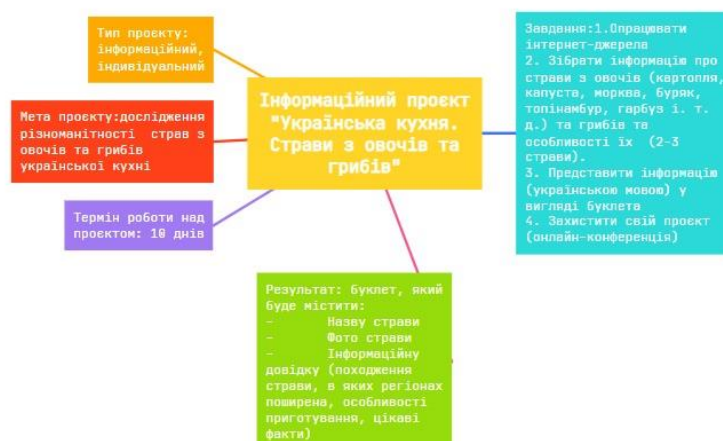 Тип проєкту:
інформаційний,
індивідуальний
Інформаційний проєкт
"Українська кухня.
Страви з овочів та
грибів"
Мета проєкту:дослідження
різноманітності страв з
овочів та грибів
української кухні
Термін роботи над
проєктом: 10 днів
Завдання:1.Опрацювати
інтернет-джерела
2. Зібрати інформацію про
страви з овочів (картопля,
капуста, морква, буряк,
топінамбур, гарбуз і. т.
д.) та грибів та
особливості їх (2-3
страви).
3. Представити інформацію
(українською мовою) у
вигляді буклета
4. Захистити свій проєкт
(онлайн-конференція)
Результат: буклет, який
буде містити:
- Назву страви
- Фото страви
- Інформаційну
довідку (походження
страви, в яких регіонах
поширена, особливості
приготування, цікаві
факти)